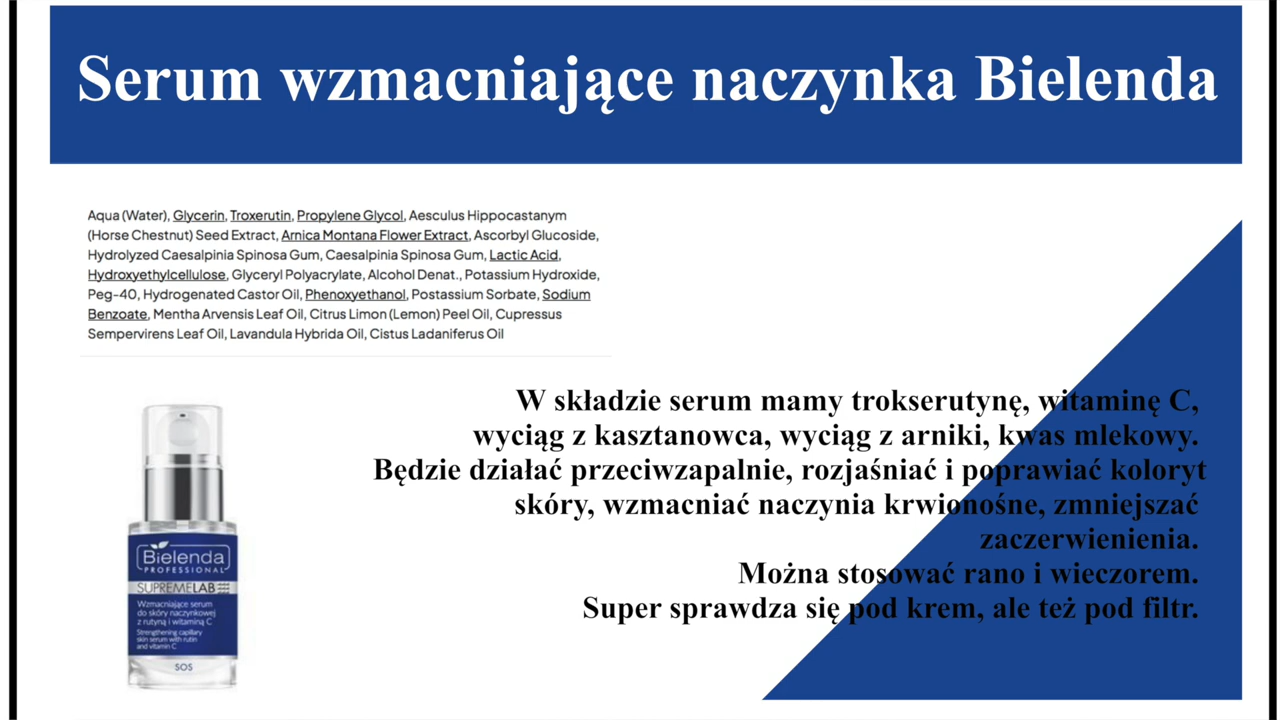 Serum wzmacniające naczynka Bielenda
Aqua (Water), Glycerin, Troxerutin, Propylene Glycol, Aesculus Hippocastanym
(Horse Chestnut) Seed Extract, Arnica Montana Flower Extract, Ascorbyl Glucoside,
Hydrolyzed Caesalpinia Spinosa Gum, Caesalpinia Spinosa Gum, Lactic Acid,
Hydroxyethylcellulose, Glyceryl Polyacrylate, Alcohol Denat., Potassium Hydroxide,
Peg-40, Hydrogenated Castor Oil, Phenoxyethanol, Postassium Sorbate, Sodium
Benzoate, Mentha Arvensis Leaf Oil, Citrus Limon (Lemon) Peel Oil, Cupressus
Sempervirens Leaf Oil, Lavandula Hybrida Oil, Cistus Ladaniferus Oil
W składzie serum mamy trokserutynę, witaminę C,
wyciąg z kasztanowca, wyciąg z arniki, kwas mlekowy.
Będzie działać przeciwzapalnie, rozjaśniać i poprawiać koloryt
skóry, wzmacniać naczynia krwionośne, zmniejszać
zaczerwienienia.
Można stosować rano i wieczorem.
Super sprawdza się pod krem, ale też pod filtr.
Bielenda
PROFESSIONAL
SUPREMELAB
Wzmacniające serum
do skóry naczynkowej
z rutyną i witaminą C
Strengthening capillary
skin serum with rutin
and vitamin C
SOS